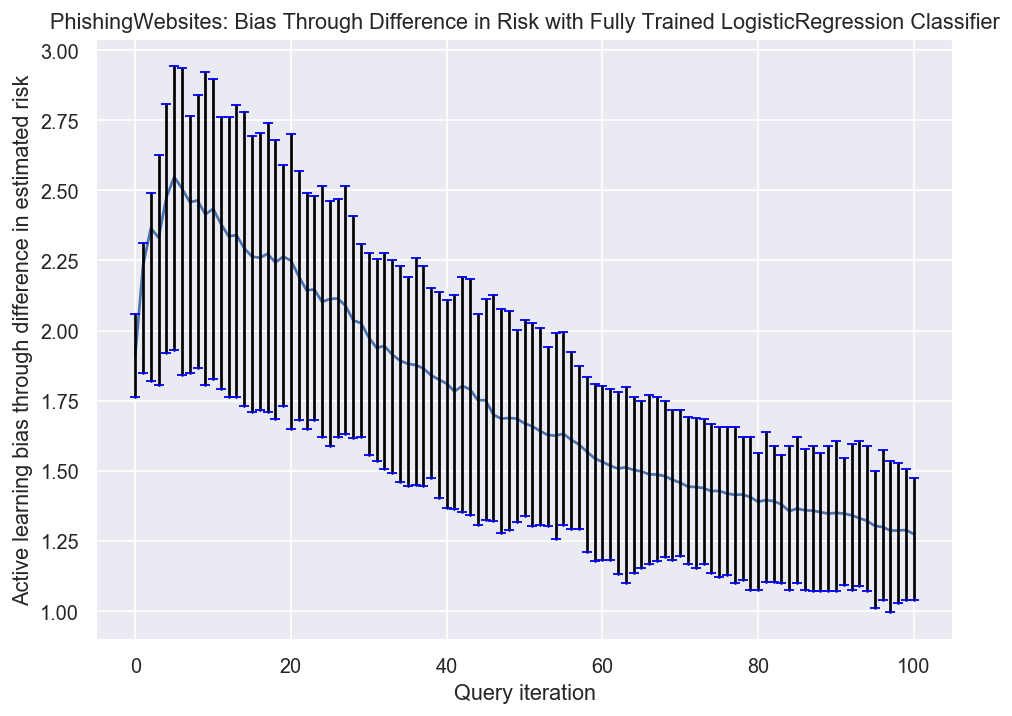 PhishingWebsites: Bias Through Difference in Risk with Fully Trained LogisticRegression Classifier
Active learning bias through difference in estimated risk
3.00
2.75
2.50
2.25
2.00
1.75
1.50
1.25
1.00
0 20 40 60 80 100
Query iteration